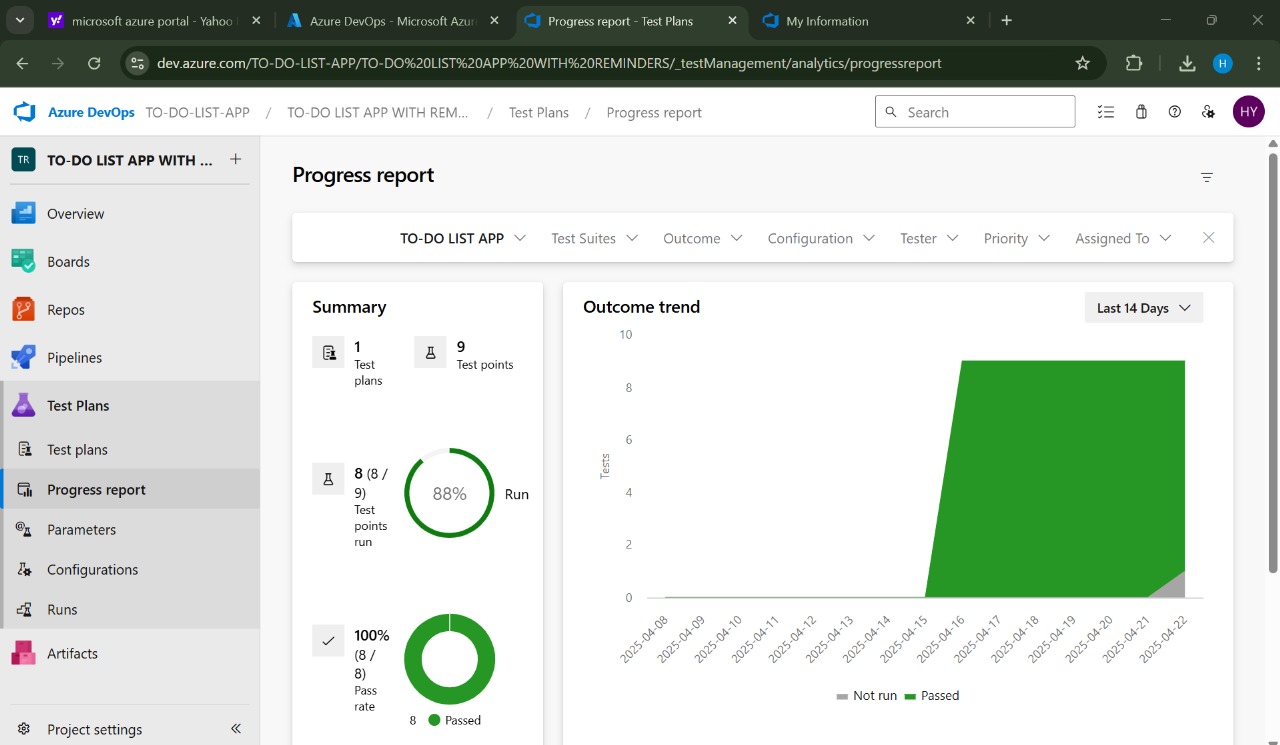 microsoft azure portal - Yahoo
Azure DevOps - Microsoft Azur
Progress report - Test Plans
My Information
dev.azure.com/TO-DO-LIST-APP/TO-DO%20LIST%20APP%20WITH%20REMINDERS/_testManagement/analytics/progressreport
H
Azure DevOps TO-DO-LIST-APP / TO-DO LIST APP WITH REM... / Test Plans / Progress report
Search
HY
TR TO-DO LIST APP WITH ... +
Overview
Boards
Repos
Pipelines
Test Plans
Test plans
Progress report
Parameters
Configurations
Runs
Artifacts
Project settings
Progress report
TO-DO LIST APP Test Suites Outcome Configuration Tester Priority Assigned To
Summary
1
Test
plans
9
Test points
8 (8 /
9)
Test
points
run
88%
Run
100%
(8 /
8)
Pass
rate
8 Passed
Outcome trend
Last 14 Days
Tests
10
8
6
4
2
0
2025-04-08
2025-04-09
2025-04-10
2025-04-11
2025-04-12
2025-04-13
2025-04-14
2025-04-15
2025-04-16
2025-04-17
2025-04-18
2025-04-19
2025-04-20
2025-04-21
2025-04-22
Not run Passed